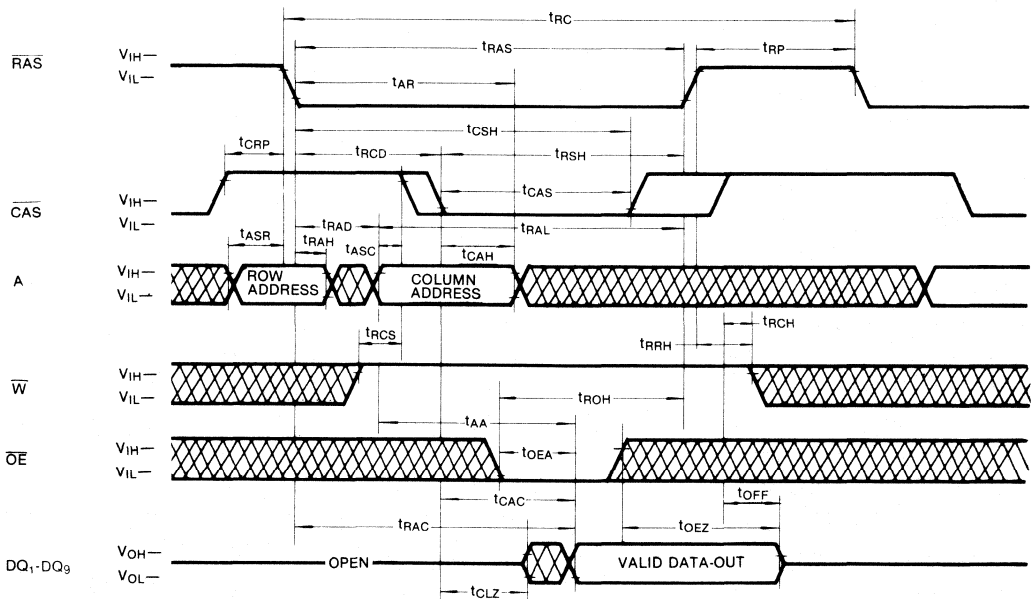 tRC
RAS
VIH
VIL
tRAS
tRP
tAR
tCSH
tCRP
tRCD
tRSH
CAS
VIH
VIL
tCAS
tRAD
tRAL
tASR
tRAH
tASC
tCAH
A
VIH
VIL
ROW ADDRESS
COLUMN ADDRESS
tRCS
tRCH
tRRH
W
VIH
VIL
tROH
tAA
OE
VIH
VIL
tOEA
tCAC
tOFF
tRAC
tOEZ
DQ1-DQ9
VOH
VOL
OPEN
VALID DATA-OUT
tCLZ